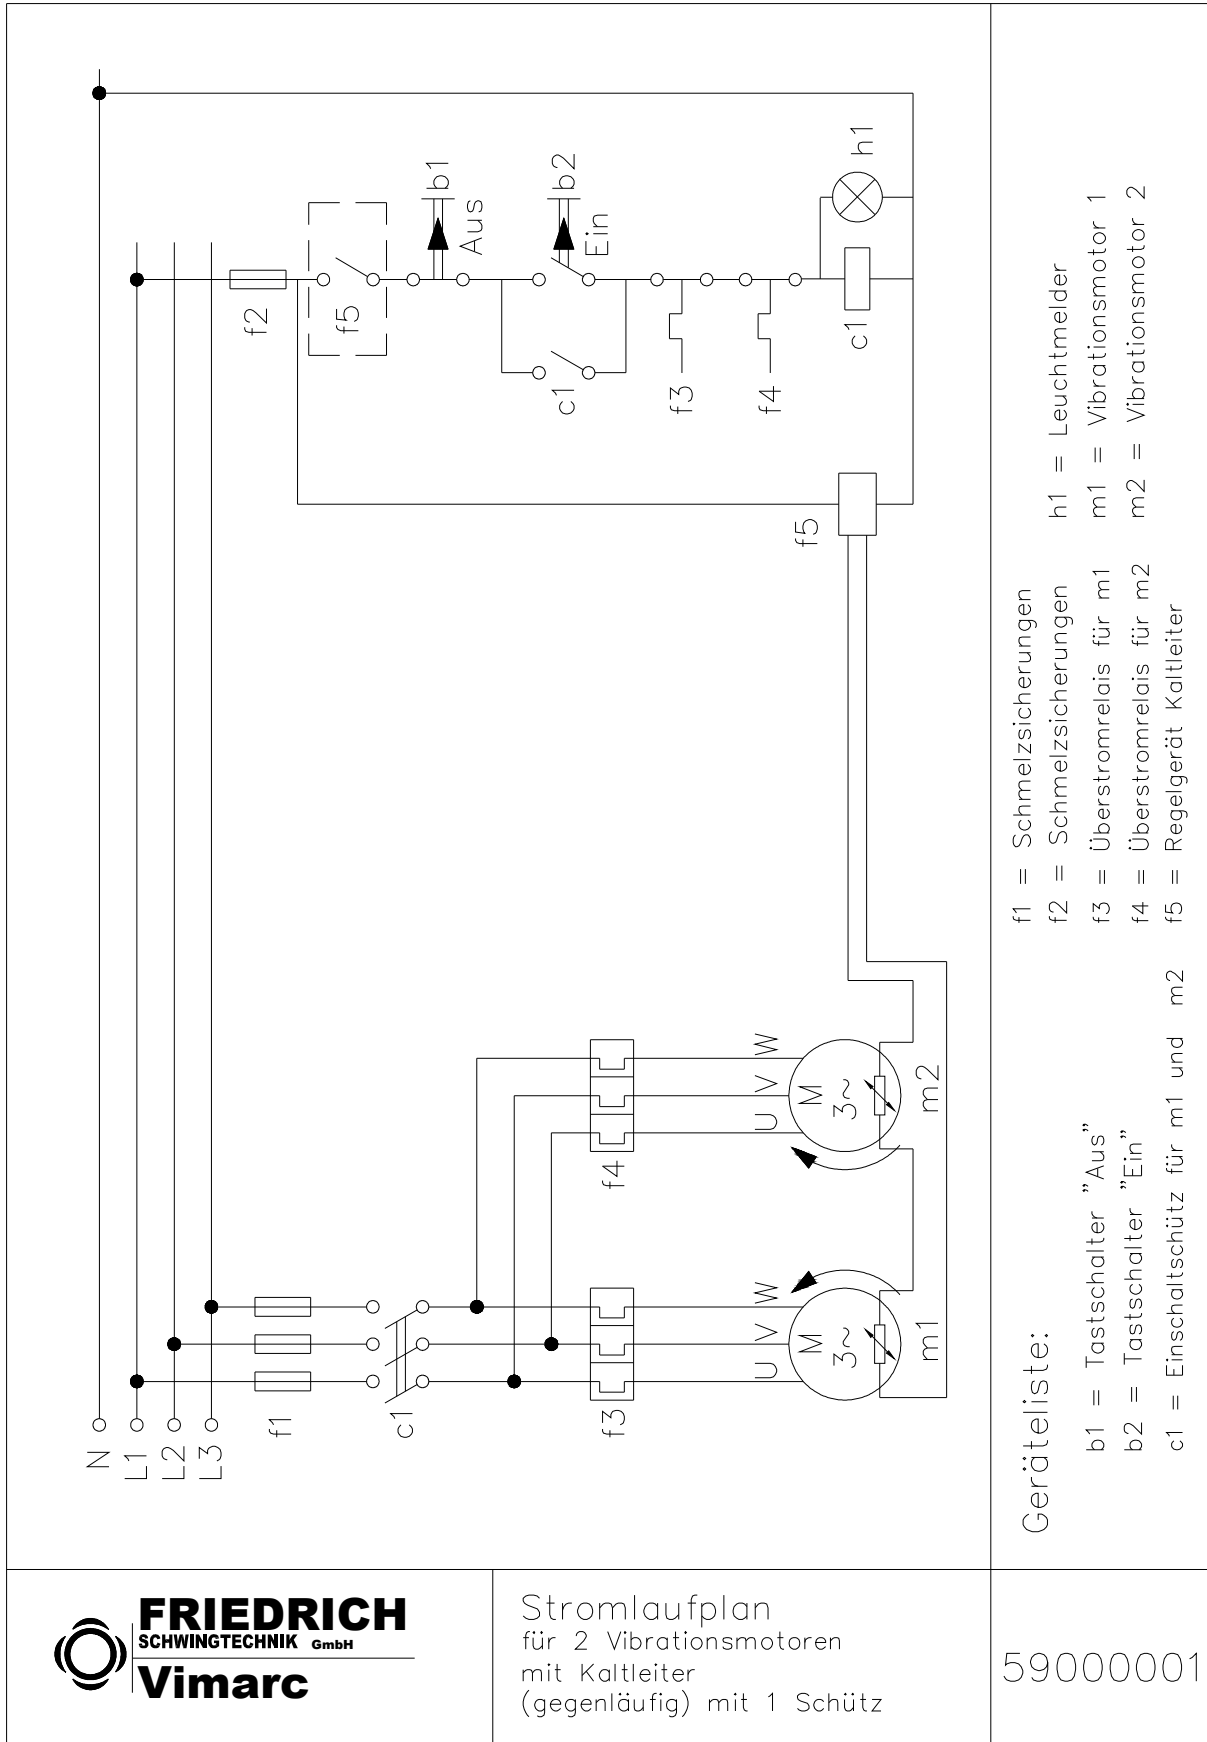 N
L1
L2
L3
f1
c1
f3
f4
U V W
U V W
M
3~
m1
M
3~
m2
f2
f5
b1
Aus
c1
b2
Ein
f3
f4
c1
h1
f5
Geräteliste:
b1 = Tastschalter "Aus"
b2 = Tastschalter "Ein"
c1 = Einschaltschütz für m1 und m2
f1 = Schmelzsicherungen
f2 = Schmelzsicherungen
f3 = Überstromrelais für m1
f4 = Überstromrelais für m2
f5 = Regelgerät Kaltleiter
h1 = Leuchtmelder
m1 = Vibrationsmotor 1
m2 = Vibrationsmotor 2
FRIEDRICH
SCHWINGTECHNIK GmbH
Vimarc
Stromlaufplan
für 2 Vibrationsmotoren
mit Kaltleiter
(gegenläufig) mit 1 Schütz
59000001